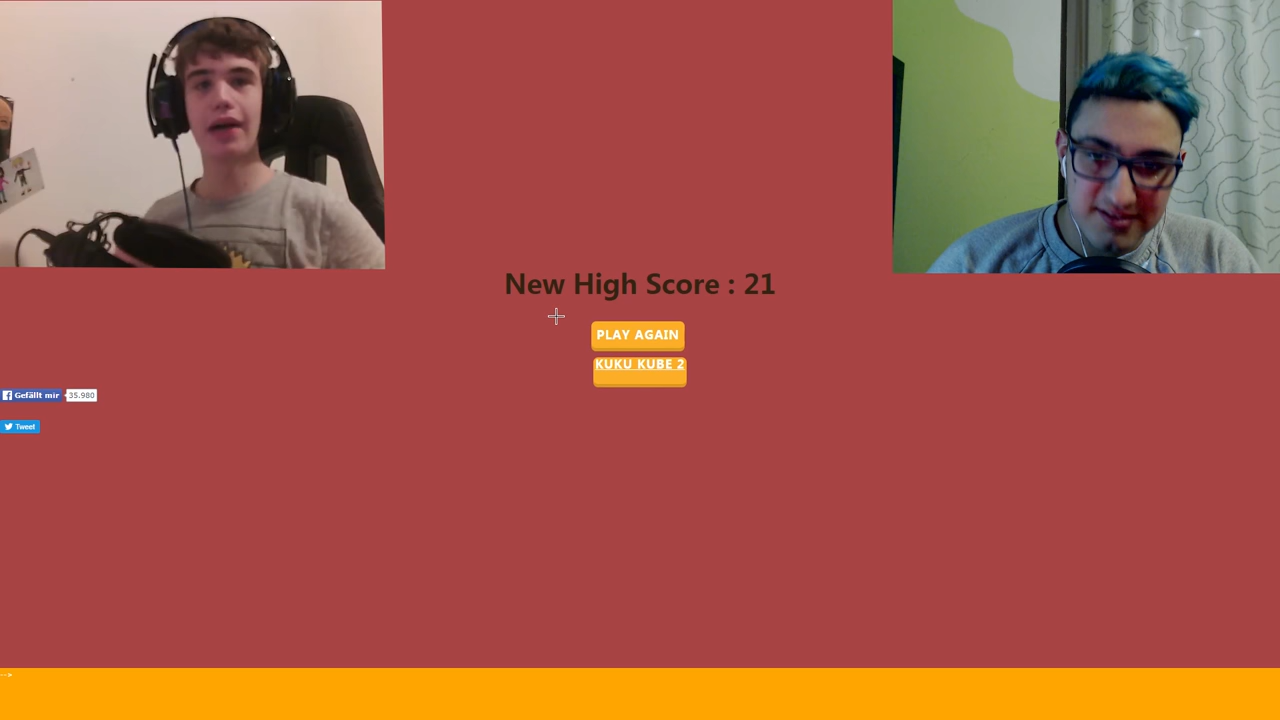 New High Score : 21
PLAY AGAIN
KUKU KUBE 2
Gefällt mir 35.980
Tweet
-->